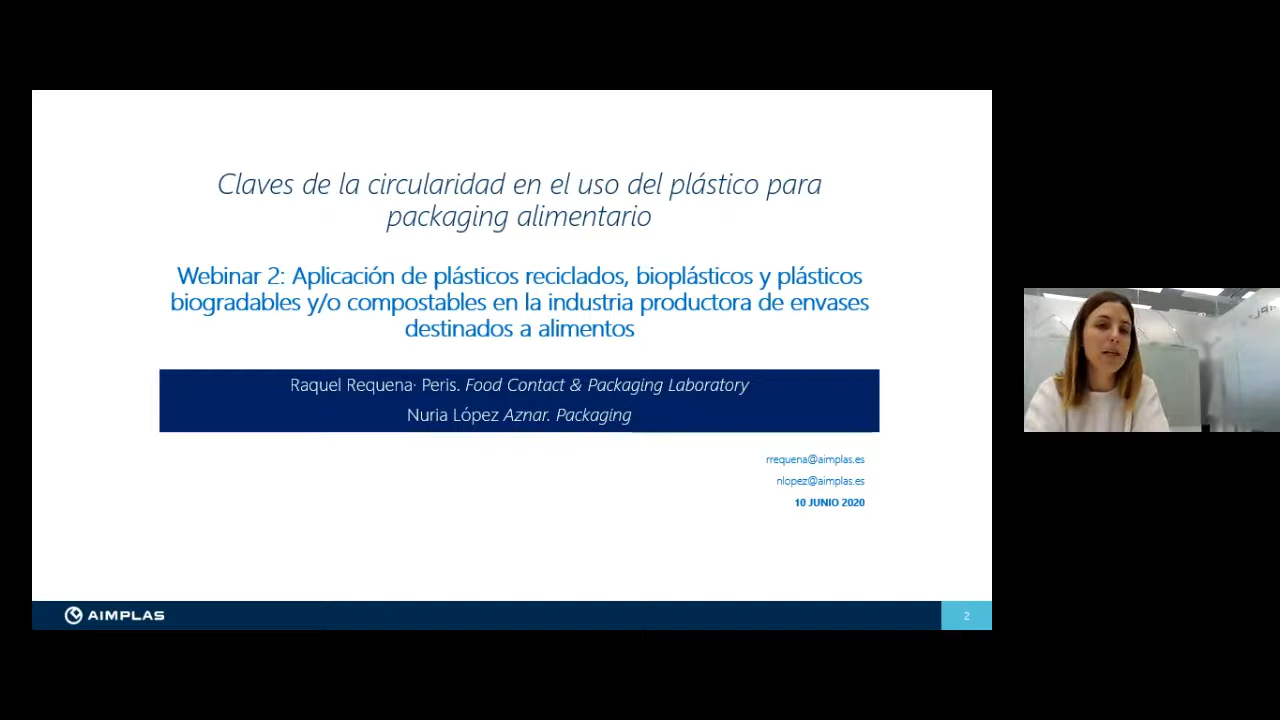 Claves de la circularidad en el uso del plástico para
packaging alimentario
Webinar 2: Aplicación de plásticos reciclados, bioplásticos y plásticos
biogradables y/o compostables en la industria productora de envases
destinados a alimentos
Raquel Requena· Peris. Food Contact & Packaging Laboratory
Nuria López Aznar. Packaging
rrequena@aimplas.es
nlopez@aimplas.es
10 JUNIO 2020
AIMPLAS
2